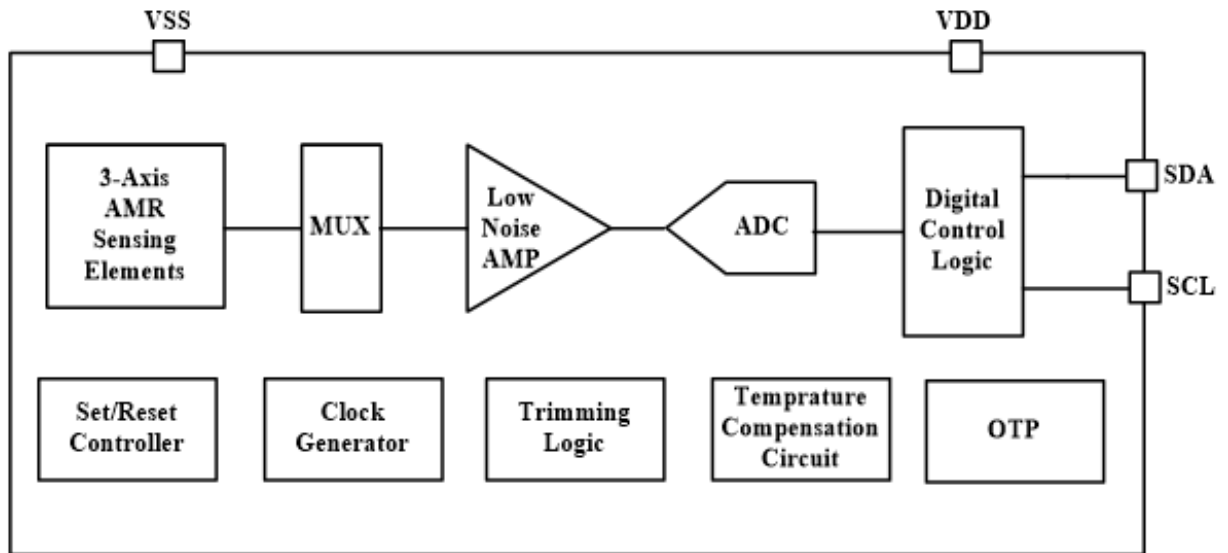 VSS
VDD
3-Axis
AMR
Sensing
Elements
MUX
Low
Noise
AMP
ADC
Digital
Control
Logic
SDA
SCL
Set/Reset
Controller
Clock
Generator
Trimming
Logic
Temprature
Compensation
Circuit
OTP